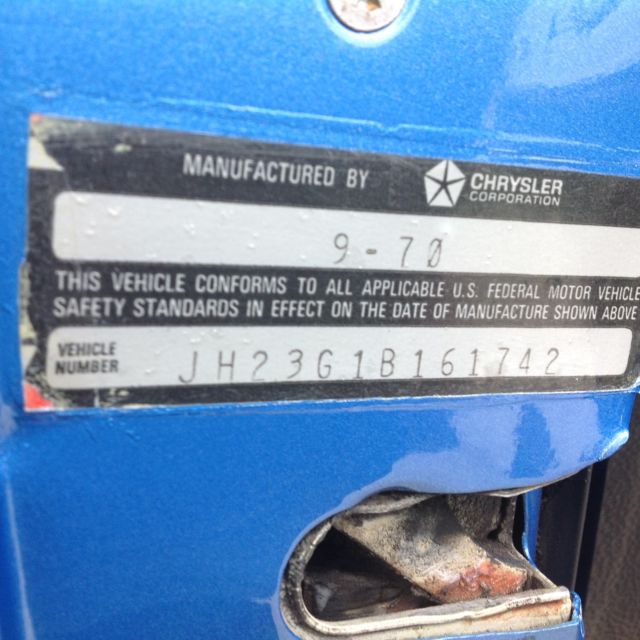 MANUFACTURED BY CHRYSLER CORPORATION
9-70
THIS VEHICLE CONFORMS TO ALL APPLICABLE U.S. FEDERAL MOTOR VEHICLE
SAFETY STANDARDS IN EFFECT ON THE DATE OF MANUFACTURE SHOWN ABOVE
VEHICLE NUMBER JH23G1B161742